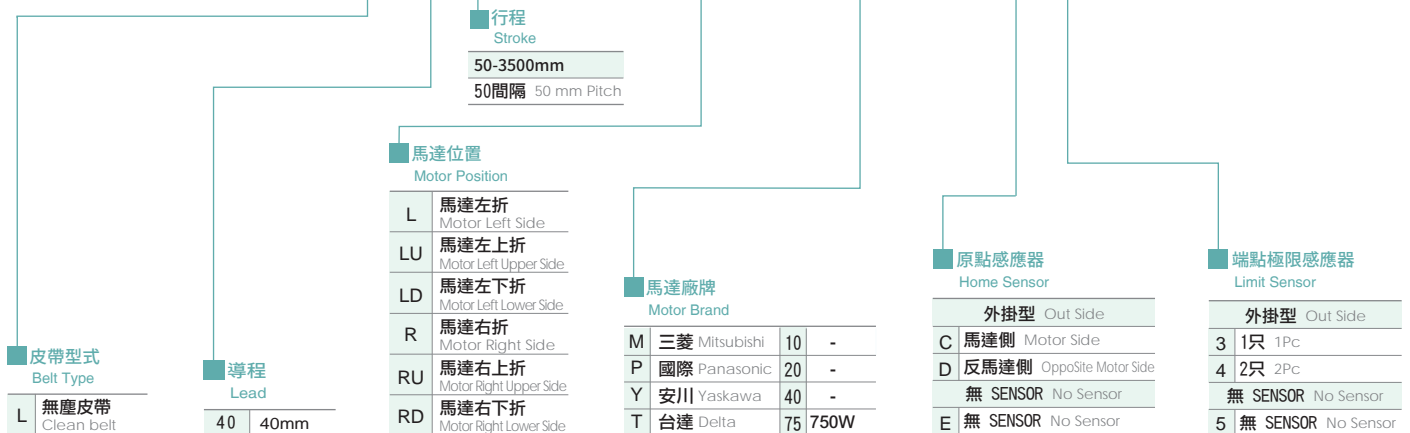 行程
Stroke
50-3500mm
50間隔 50 mm Pitch
馬達位置
Motor Position
L 馬達左折
Motor Left Side
LU 馬達左上折
Motor Left Upper Side
LD 馬達左下折
Motor Left Lower Side
R 馬達右折
Motor Right Side
RU 馬達右上折
Motor Right Upper Side
RD 馬達右下折
Motor Right Lower Side
皮帶型式
Belt Type
L 無塵皮帶
Clean belt
導程
Lead
40 40mm
馬達廠牌
Motor Brand
M 三菱 Mitsubishi 10 -
P 國際 Panasonic 20 -
Y 安川 Yaskawa 40 -
T 台達 Delta 75 750W
原點感應器
Home Sensor
外掛型 Out Side
C 馬達側 Motor Side
D 反馬達側 OppoSite Motor Side
無 SENSOR No Sensor
E 無 SENSOR No Sensor
端點極限感應器
Limit Sensor
外掛型 Out Side
3 1只 1Pc
4 2只 2Pc
無 SENSOR No Sensor
5 無 SENSOR No Sensor